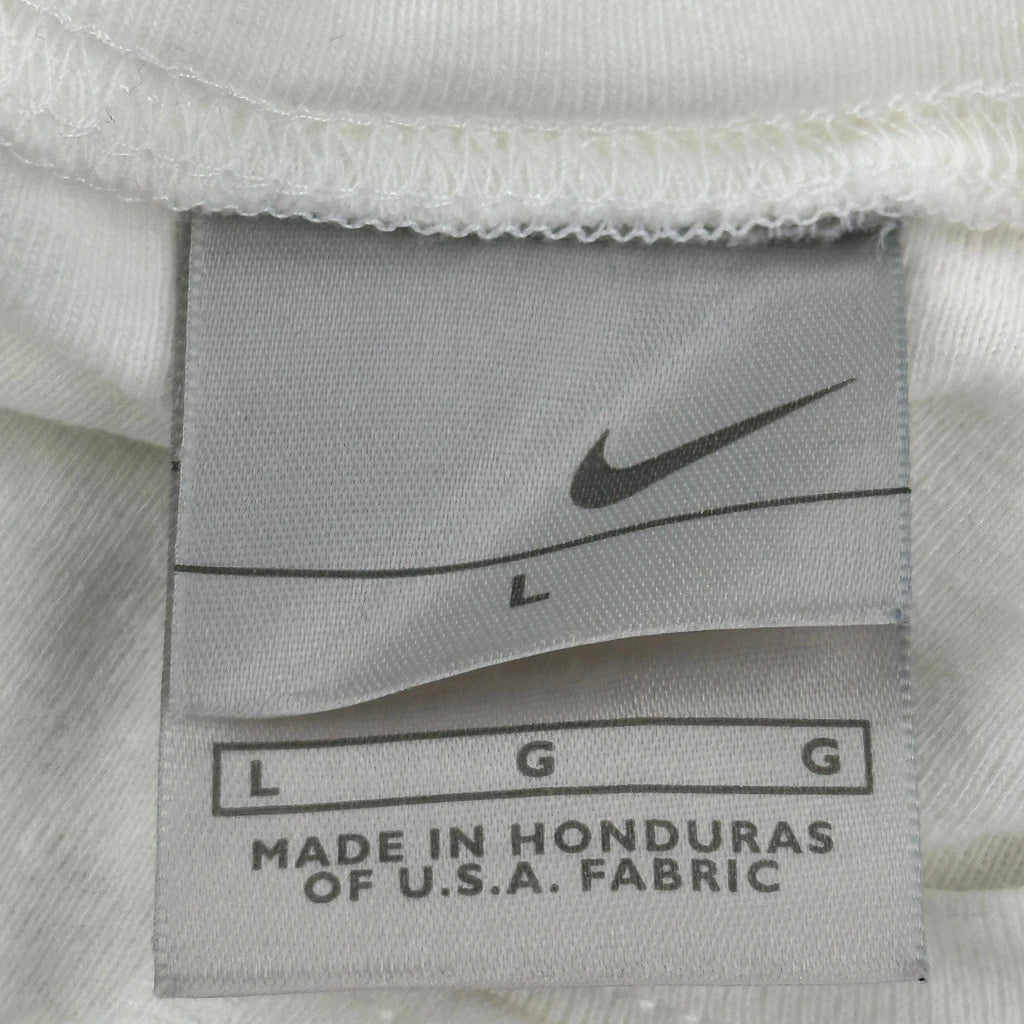 L
L G G
MADE IN HONDURAS
OF U.S.A. FABRIC